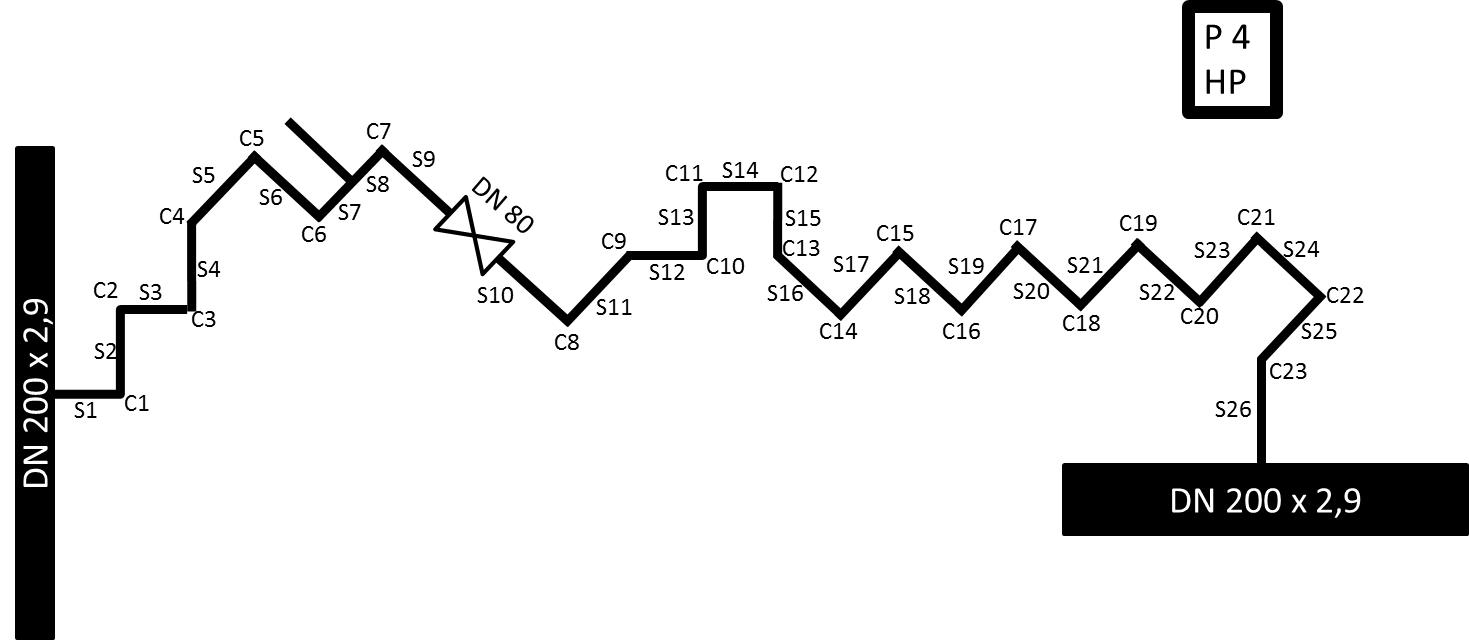 P 4
HP
DN 200 x 2,9
S1
C1
S2
C2
S3
C3
S4
C4
S5
C5
S6
C6
S7
S8
C7
S9
DN 80
S10
C8
S11
C9
S12
C10
S13
C11
S14
C12
S15
C13
S16
C14
S17
C15
S18
C16
S19
C17
S20
C18
S21
C19
S22
C20
S23
C21
S24
C22
S25
C23
S26
DN 200 x 2,9